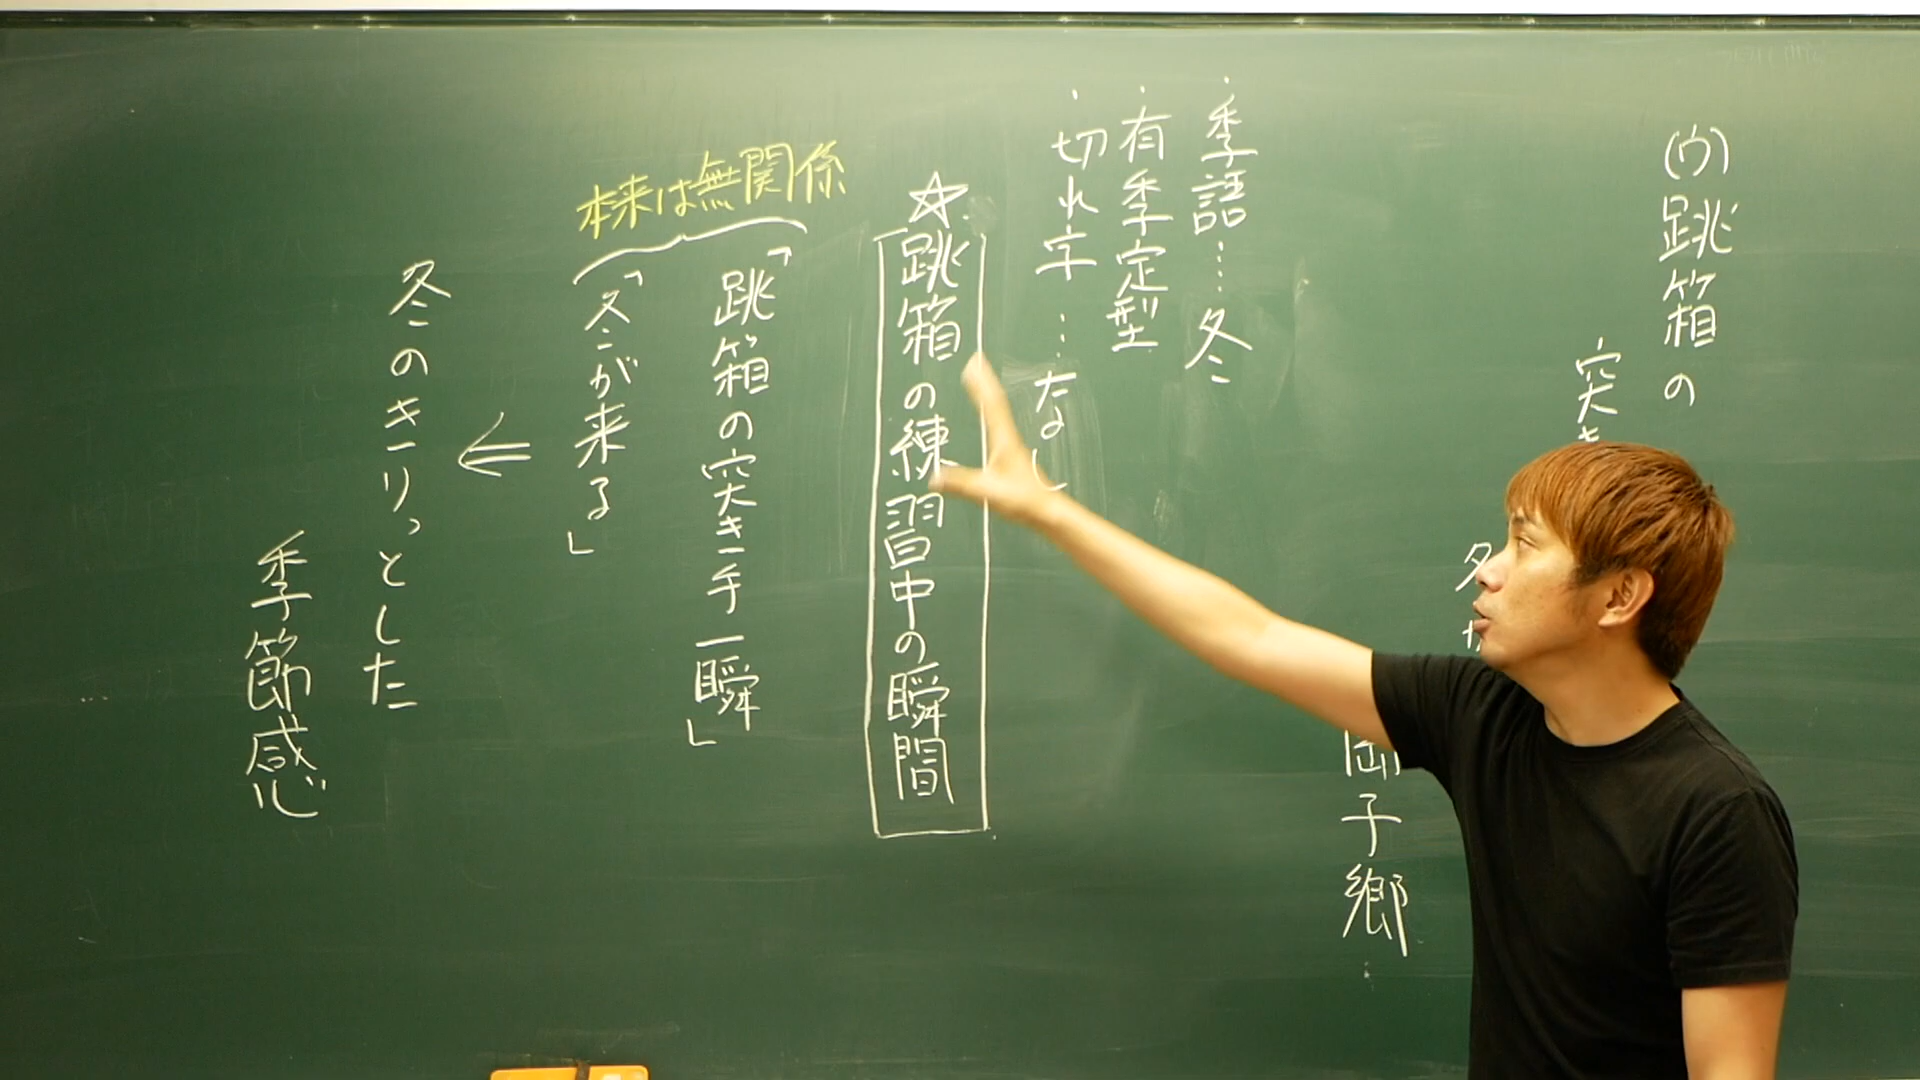 (ウ)跳箱の
突き
冬
岡子郷
・季語…冬
・有季定型
・切れ字…なし
☆跳箱の練習中の瞬間
本来は無関係
「跳箱の突き手一瞬」
「冬が来る」
⇐
冬のきりっとした
季節感